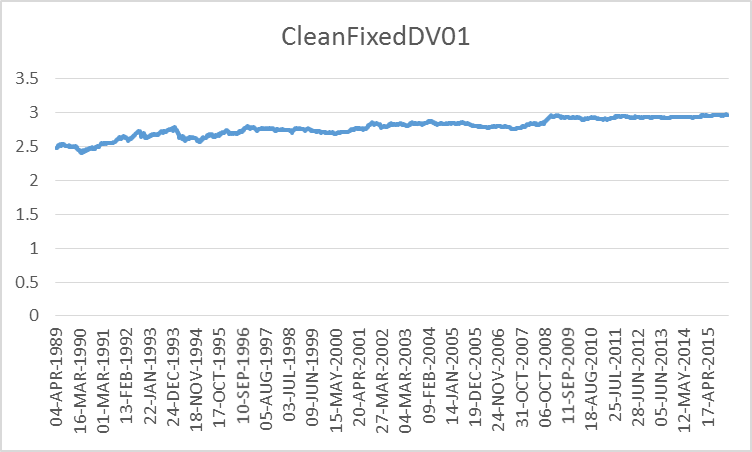 CleanFixedDV01
3.5
3
2.5
2
1.5
1
0.5
0
04-APR-1989
16-MAR-1990
01-MAR-1991
13-FEB-1992
22-JAN-1993
24-DEC-1993
18-NOV-1994
17-OCT-1995
10-SEP-1996
05-AUG-1997
03-JUL-1998
09-JUN-1999
15-MAY-2000
20-APR-2001
27-MAR-2002
04-MAR-2003
09-FEB-2004
14-JAN-2005
19-DEC-2005
24-NOV-2006
31-OCT-2007
06-OCT-2008
11-SEP-2009
18-AUG-2010
25-JUL-2011
28-JUN-2012
05-JUN-2013
12-MAY-2014
17-APR-2015